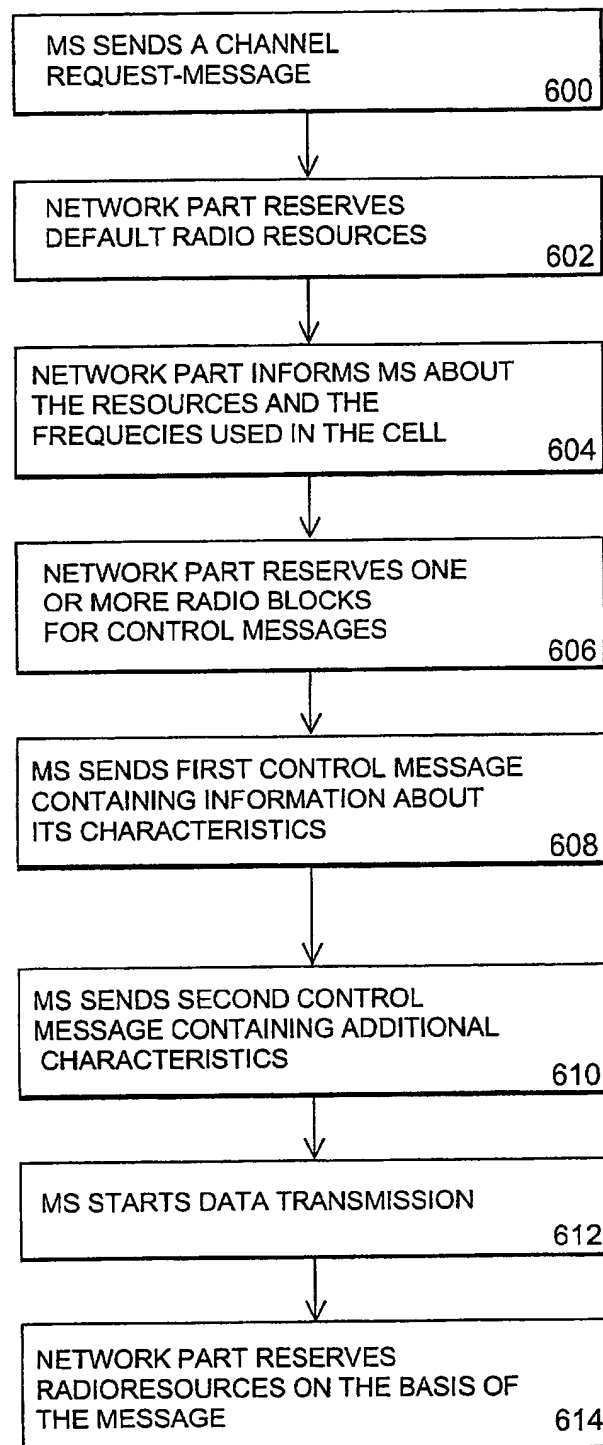 MS SENDS A CHANNEL
REQUEST-MESSAGE
600
NETWORK PART RESERVES
DEFAULT RADIO RESOURCES
602
NETWORK PART INFORMS MS ABOUT
THE RESOURCES AND THE
FREQUECIES USED IN THE CELL
604
NETWORK PART RESERVES ONE
OR MORE RADIO BLOCKS
FOR CONTROL MESSAGES
606
MS SENDS FIRST CONTROL MESSAGE
CONTAINING INFORMATION ABOUT
ITS CHARACTERISTICS
608
MS SENDS SECOND CONTROL
MESSAGE CONTAINING ADDITIONAL
CHARACTERISTICS
610
MS STARTS DATA TRANSMISSION
612
NETWORK PART RESERVES
RADIORESOURCES ON THE BASIS OF
THE MESSAGE
614